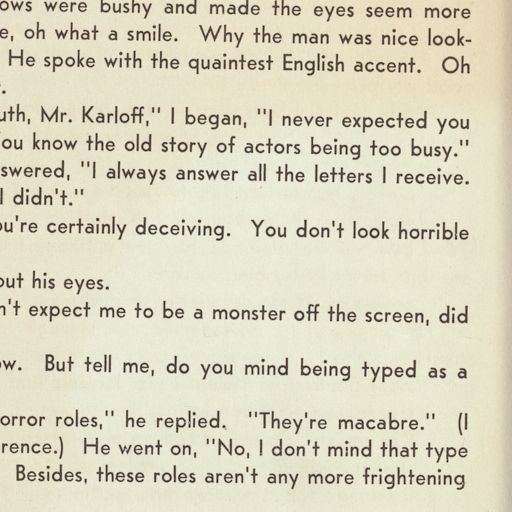 ows were bushy and made the eyes seem more
e, oh what a smile. Why the man was nice look-
He spoke with the quaintest English accent. Oh
.
uth, Mr. Karloff," I began, "I never expected you
ou know the old story of actors being too busy."
swered, "I always answer all the letters I receive.
I didn't."
ou're certainly deceiving. You don't look horrible
out his eyes.
n't expect me to be a monster off the screen, did
ow. But tell me, do you mind being typed as a
orror roles," he replied. "They're macabre." (I
rence.) He went on, "No, I don't mind that type
Besides, these roles aren't any more frightening